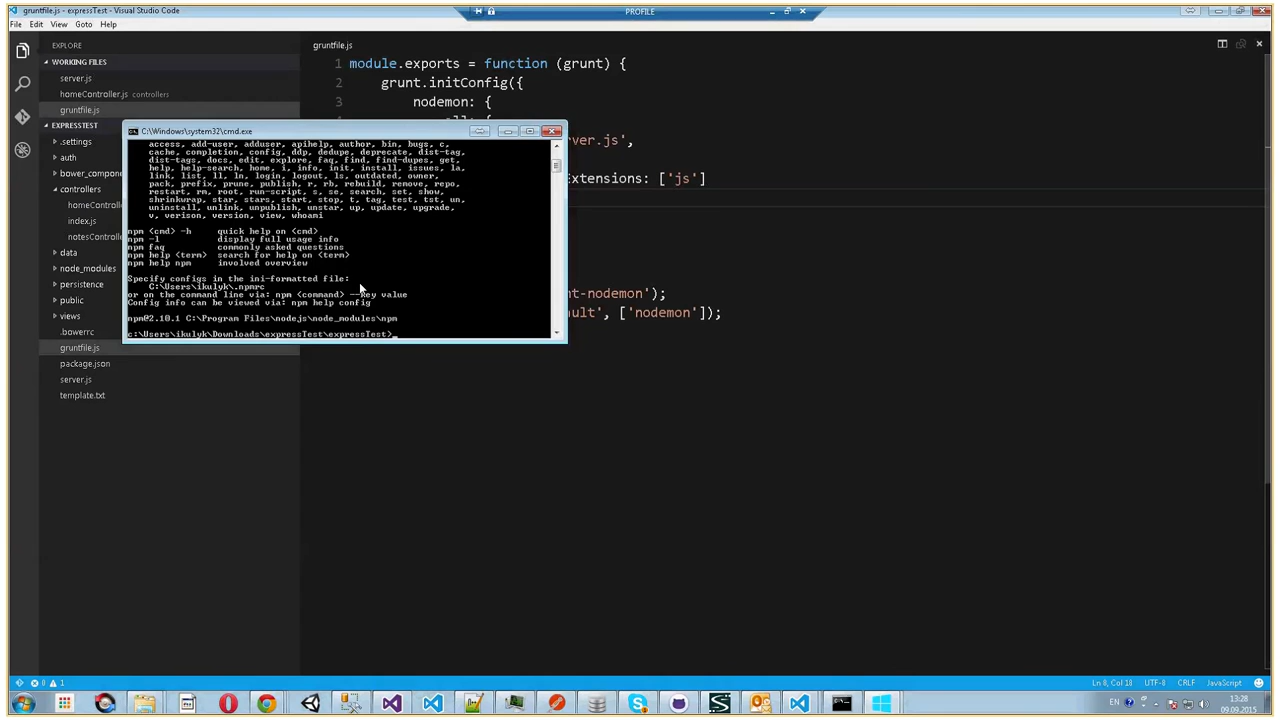 gruntfile.js - expressTest - Visual Studio Code
PROFILE
File Edit View Goto Help
EXPLORE
WORKING FILES
server.js
homeController.js controllers
gruntfile.js
EXPRESSTEST
.settings
auth
bower_compone
controllers
homeContro
index.js
notesControl
data
node_modules
persistence
public
views
.bowerrc
gruntfile.js
package.json
server.js
template.txt
gruntfile.js
1 module.exports = function (grunt) {
2 grunt.initConfig({
3 nodemon: {
ver.js',
Extensions: ['js']
nt-nodemon');
ult', ['nodemon']);
C:\Windows\system32\cmd.exe
access, add-user, adduser, apihelp, author, bin, bugs, c,
cache, completion, config, ddp, dedupe, deprecate, dist-tag,
dist-tags, docs, edit, explore, faq, find, find-dupes, get,
help, help-search, home, i, info, init, install, issues, la,
link, list, ll, ln, login, logout, ls, outdated, owner,
pack, prefix, prune, publish, r, rb, rebuild, remove, repo,
restart, rm, root, run-script, s, se, search, set, show,
shrinkwrap, star, stars, start, stop, t, tag, test, tst, un,
uninstall, unlink, unpublish, unstar, up, update, upgrade,
v, verison, version, view, whoami
npm <cmd> -h quick help on <cmd>
npm -l display full usage info
npm faq commonly asked questions
npm help <term> search for help on <term>
npm help npm involved overview
Specify configs in the ini-formatted file:
C:\Users\ikulyk\.npmrc
or on the command line via: npm <command> --key value
Config info can be viewed via: npm help config
npm@2.10.1 C:\Program Files\nodejs\node_modules\npm
c:\Users\ikulyk\Downloads\expressTest\expressTest>_
0 1
Ln 8, Col 18 UTF-8 CRLF JavaScript
EN
13:28
09.09.2015